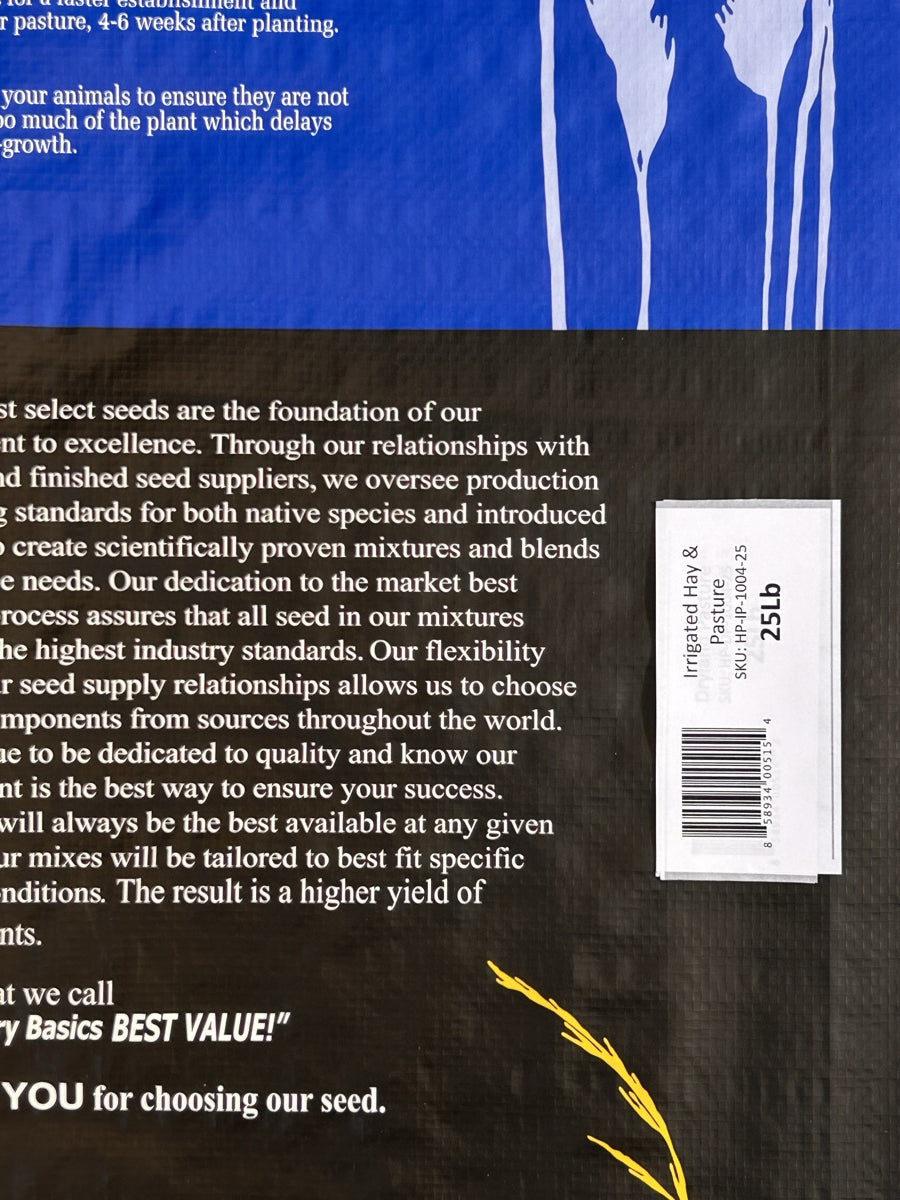 for a faster establishment and
r pasture, 4-6 weeks after planting.
your animals to ensure they are not
oo much of the plant which delays
-growth.
st select seeds are the foundation of our
nt to excellence. Through our relationships with
nd finished seed suppliers, we oversee production
g standards for both native species and introduced
o create scientifically proven mixtures and blends
e needs. Our dedication to the market best
rocess assures that all seed in our mixtures
he highest industry standards. Our flexibility
r seed supply relationships allows us to choose
mponents from sources throughout the world.
ue to be dedicated to quality and know our
nt is the best way to ensure your success.
will always be the best available at any given
ur mixes will be tailored to best fit specific
nditions. The result is a higher yield of
nts.
at we call
ry Basics BEST VALUE!”
YOU for choosing our seed.
Irrigated Hay &
Pasture
SKU: HP-IP-1004-25
25Lb
8 58934 00515 4